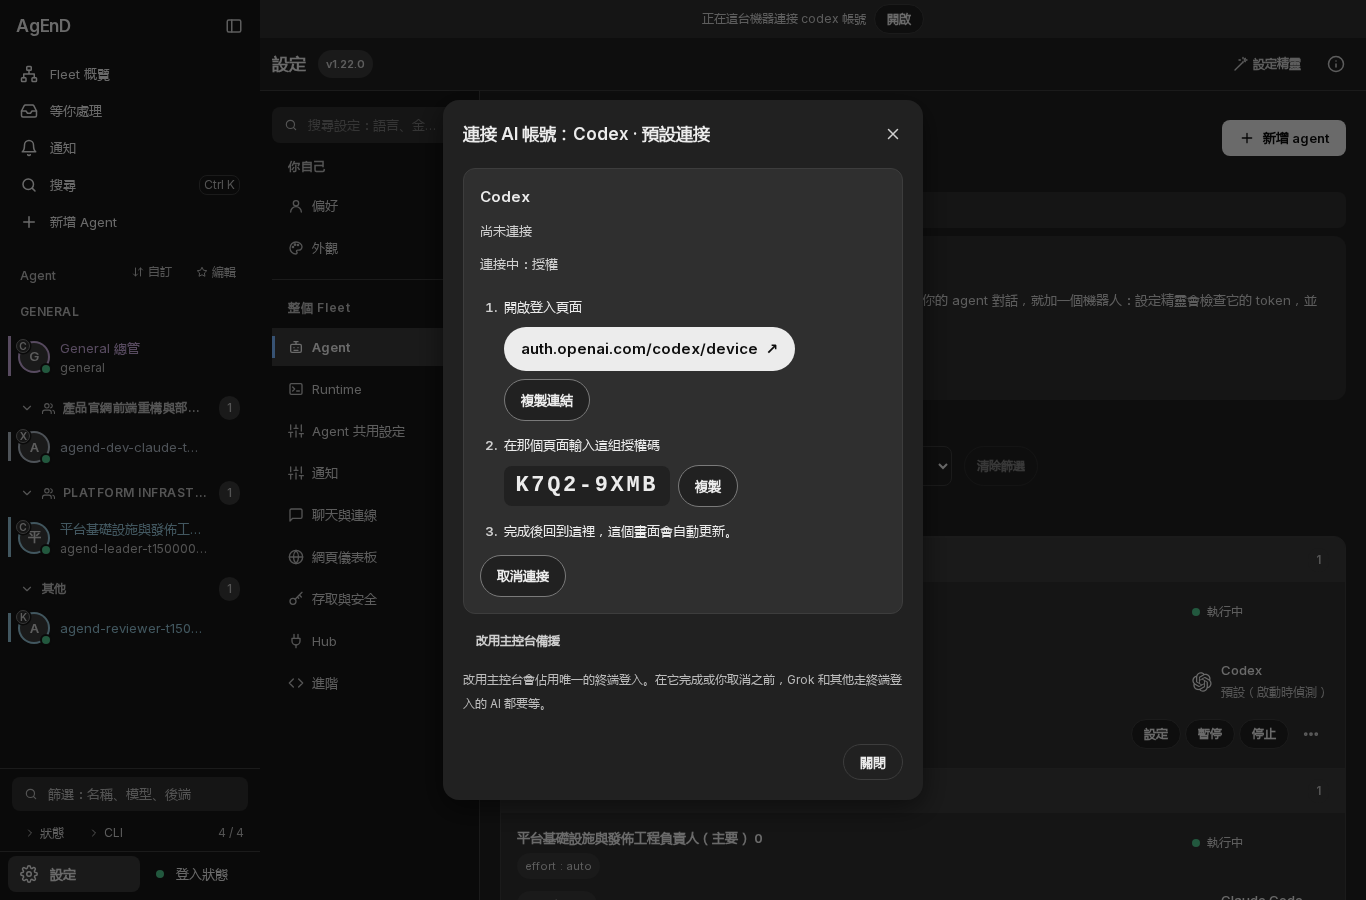 AgEnD
Fleet 概覽
等你處理
通知
搜尋
Ctrl K
新增 Agent
Agent
自訂
編輯
GENERAL
C
G
General 總管
general
產品官網前端重構與部...
1
X
A
agend-dev-claude-t...
PLATFORM INFRAST...
1
C
平
平台基礎設施與發佈工...
agend-leader-t150000...
其他
1
K
A
agend-reviewer-t150...
篩選：名稱、模型、後端
狀態
CLI
4 / 4
設定
登入狀態
正在這台機器連接 codex 帳號
開啟
設定
v1.22.0
設定精靈
搜尋設定：語言、金...
你自己
偏好
外觀
整個 Fleet
Agent
Runtime
Agent 共用設定
通知
聊天與連線
網頁儀表板
存取與安全
Hub
進階
連接 AI 帳號：Codex · 預設連接
Codex
尚未連接
連接中：授權
1. 開啟登入頁面
auth.openai.com/codex/device ↗
複製連結
2. 在那個頁面輸入這組授權碼
K7Q2-9XMB
複製
3. 完成後回到這裡，這個畫面會自動更新。
取消連接
改用主控台備援
改用主控台會佔用唯一的終端登入。在它完成或你取消之前，Grok 和其他走終端登
入的 AI 都要等。
關閉
新增 agent
你的 agent 對話，就加一個機器人：設定精靈會檢查它的 token，並
清除篩選
1
執行中
Codex
預設（啟動時偵測）
設定
暫停
停止
1
平台基礎設施與發佈工程負責人（主要）0
執行中
effort：auto
Claude Code